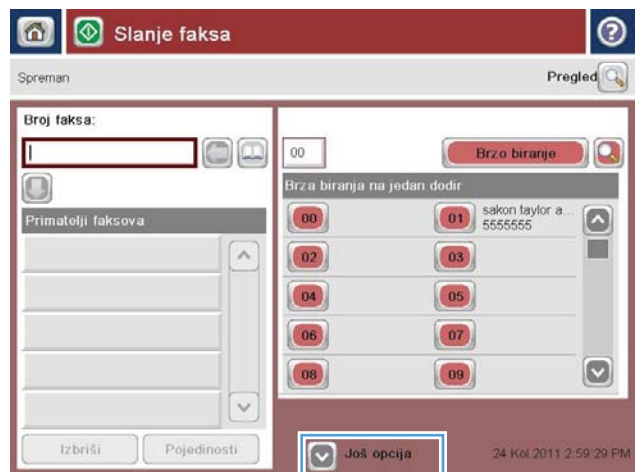 Slanje faksa
?
Spreman
Pregled
Broj faksa:
Primatelji faksova
Izbriši
Pojedinosti
00
Brzo biranje
Brza biranja na jedan dodir
00
01 sakon taylor a...
5555555
02
03
04
05
06
07
08
09
Još opcija
24 Kol 2011 2:59:29 PM